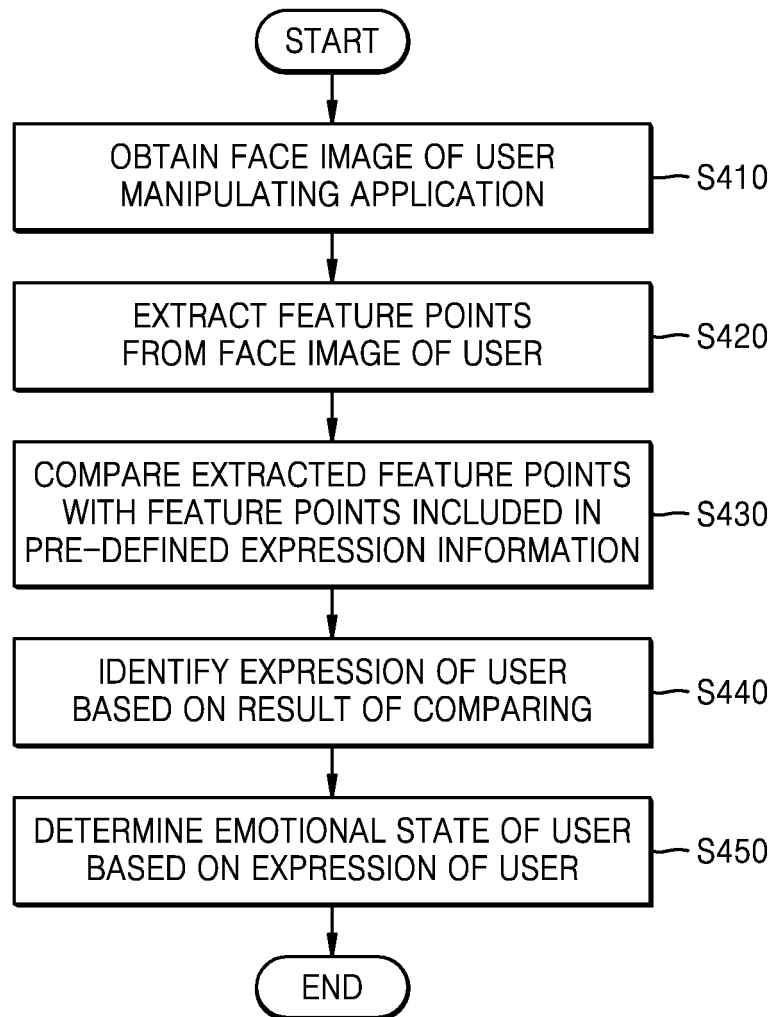 START
OBTAIN FACE IMAGE OF USER
MANIPULATING APPLICATION
S410
EXTRACT FEATURE POINTS
FROM FACE IMAGE OF USER
S420
COMPARE EXTRACTED FEATURE POINTS
WITH FEATURE POINTS INCLUDED IN
PRE-DEFINED EXPRESSION INFORMATION
S430
IDENTIFY EXPRESSION OF USER
BASED ON RESULT OF COMPARING
S440
DETERMINE EMOTIONAL STATE OF USER
BASED ON EXPRESSION OF USER
S450
END